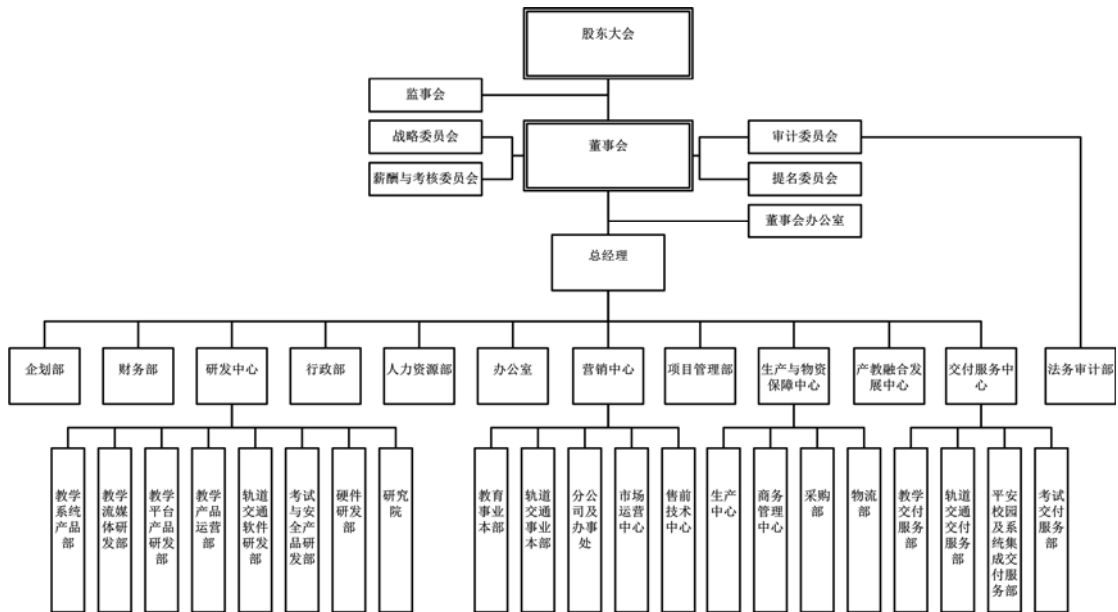 股东大会
监事会
战略委员会
董事会
审计委员会
薪酬与考核委员会
提名委员会
董事会办公室
总经理
企划部
财务部
研发中心
行政部
人力资源部
办公室
营销中心
项目管理部
生产与物资
保障中心
产教融合发
展中心
交付服务中
心
法务审计部
教学
系统
产品
部
教学
流媒
体研
发部
教学
平台
产品
研发
部
教学
产品
运营
部
轨道
交通
软件
研发
部
考试
与安
全产
品研
发部
硬件
研发
部
研究
院
教育
事业
本部
轨道
交通
事业
本部
分公
司及
办事
处
市场
运营
中心
售前
技术
中心
生产
中心
商务
管理
中心
采购
部
物流
部
教学
交付
服务
部
轨道
交通
交付
服务
部
平安
校园
及系
统集
成交
付服
务部
考试
交付
服务
部